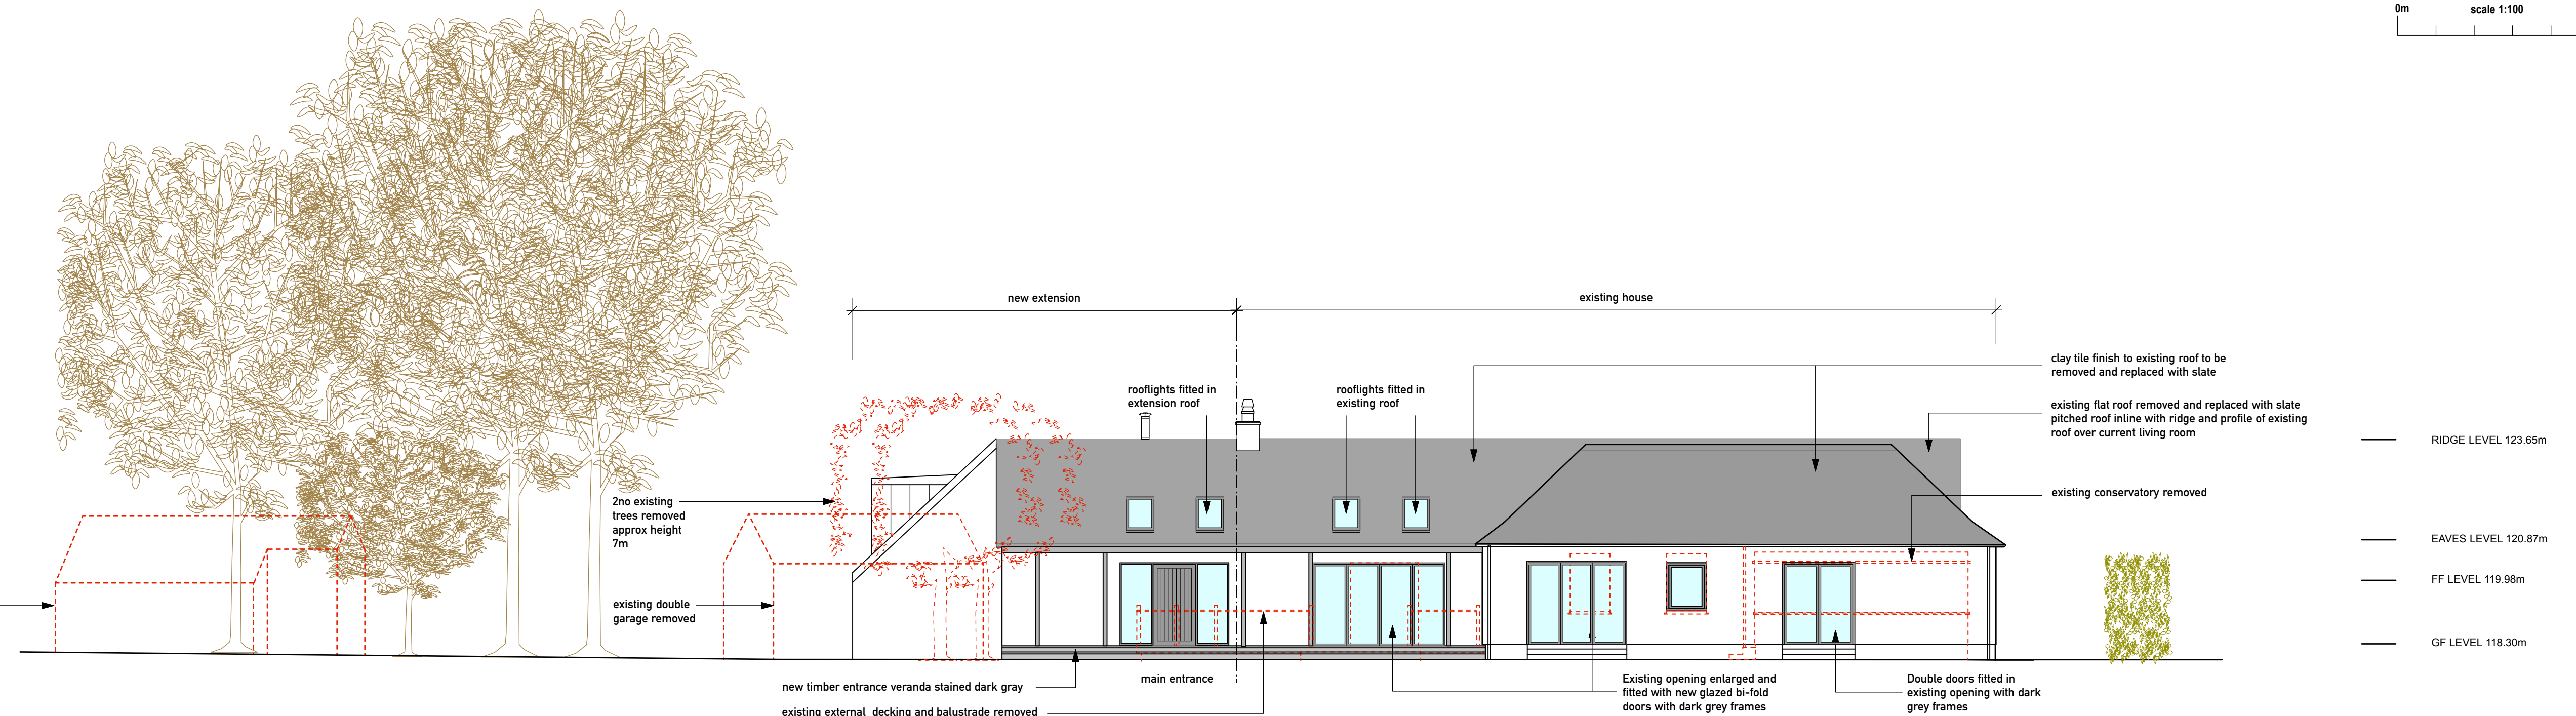 0m
scale 1:100
new extension
existing house
clay tile finish to existing roof to be
removed and replaced with slate
rooflights fitted in
extension roof
rooflights fitted in
existing roof
existing flat roof removed and replaced with slate
pitched roof inline with ridge and profile of existing
roof over current living room
RIDGE LEVEL 123.65m
2no existing
trees removed
approx height
7m
existing conservatory removed
EAVES LEVEL 120.87m
FF LEVEL 119.98m
existing double
garage removed
GF LEVEL 118.30m
new timber entrance veranda stained dark gray
main entrance
Existing opening enlarged and
fitted with new glazed bi-fold
doors with dark grey frames
Double doors fitted in
existing opening with dark
grey frames
existing external decking and balustrade removed